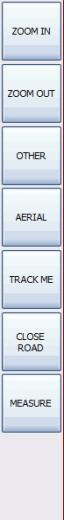 ZOOM IN
ZOOM OUT
OTHER
AERIAL
TRACK ME
CLOSE
ROAD
MEASURE